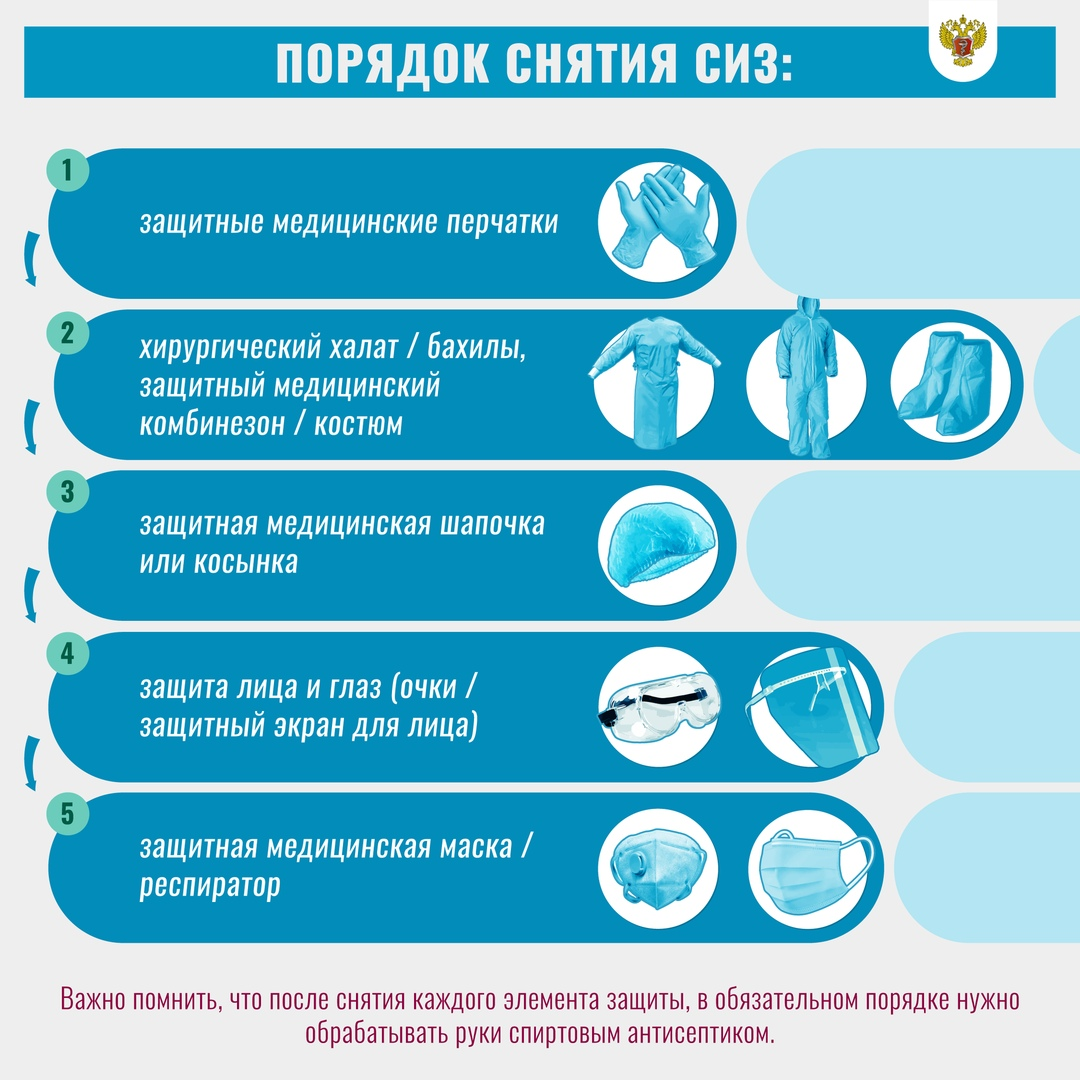 ПОРЯДОК СНЯТИЯ СИЗ:
1
защитные медицинские перчатки
2
хирургический халат / бахилы,
защитный медицинский
комбинезон / костюм
3
защитная медицинская шапочка
или косынка
4
защита лица и глаз (очки /
защитный экран для лица)
5
защитная медицинская маска /
респиратор
Важно помнить, что после снятия каждого элемента защиты, в обязательном порядке нужно
обрабатывать руки спиртовым антисептиком.